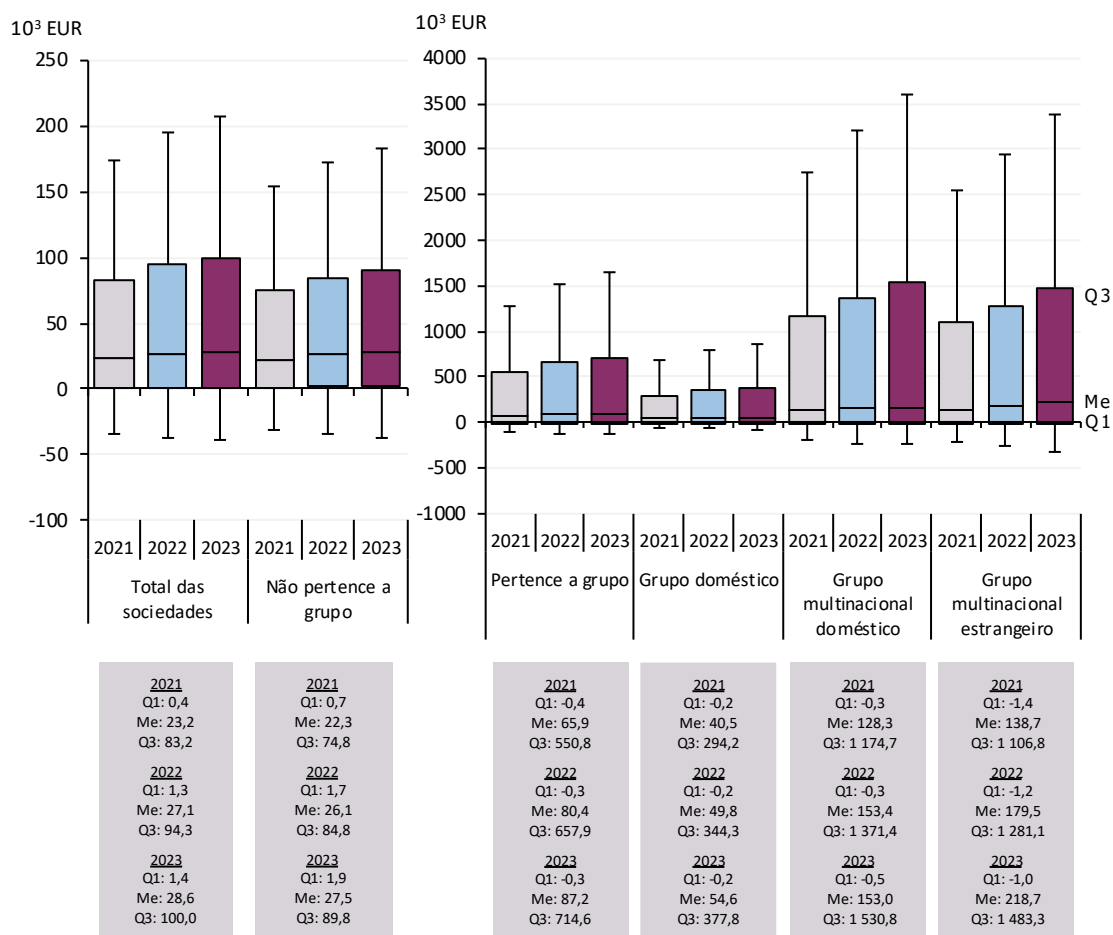 10³ EUR
250
200
150
100
50
0
-50
-100
2021 2022 2023 2021 2022 2023
Total das sociedades
Não pertence a grupo
10³ EUR
4000
3500
3000
2500
2000
1500
1000
500
0
-500
-1000
Q3
Me
Q1
2021 2022 2023 2021 2022 2023 2021 2022 2023 2021 2022 2023
Pertence a grupo
Grupo doméstico
Grupo multinacional doméstico
Grupo multinacional estrangeiro
2021
Q1: 0,4
Me: 23,2
Q3: 83,2
2022
Q1: 1,3
Me: 27,1
Q3: 94,3
2023
Q1: 1,4
Me: 28,6
Q3: 100,0
2021
Q1: 0,7
Me: 22,3
Q3: 74,8
2022
Q1: 1,7
Me: 26,1
Q3: 84,8
2023
Q1: 1,9
Me: 27,5
Q3: 89,8
2021
Q1: -0,4
Me: 65,9
Q3: 550,8
2022
Q1: -0,3
Me: 80,4
Q3: 657,9
2023
Q1: -0,3
Me: 87,2
Q3: 714,6
2021
Q1: -0,2
Me: 40,5
Q3: 294,2
2022
Q1: -0,2
Me: 49,8
Q3: 344,3
2023
Q1: -0,2
Me: 54,6
Q3: 377,8
2021
Q1: -0,3
Me: 128,3
Q3: 1 174,7
2022
Q1: -0,3
Me: 153,4
Q3: 1 371,4
2023
Q1: -0,5
Me: 153,0
Q3: 1 530,8
2021
Q1: -1,4
Me: 138,7
Q3: 1 106,8
2022
Q1: -1,2
Me: 179,5
Q3: 1 281,1
2023
Q1: -1,0
Me: 218,7
Q3: 1 483,3